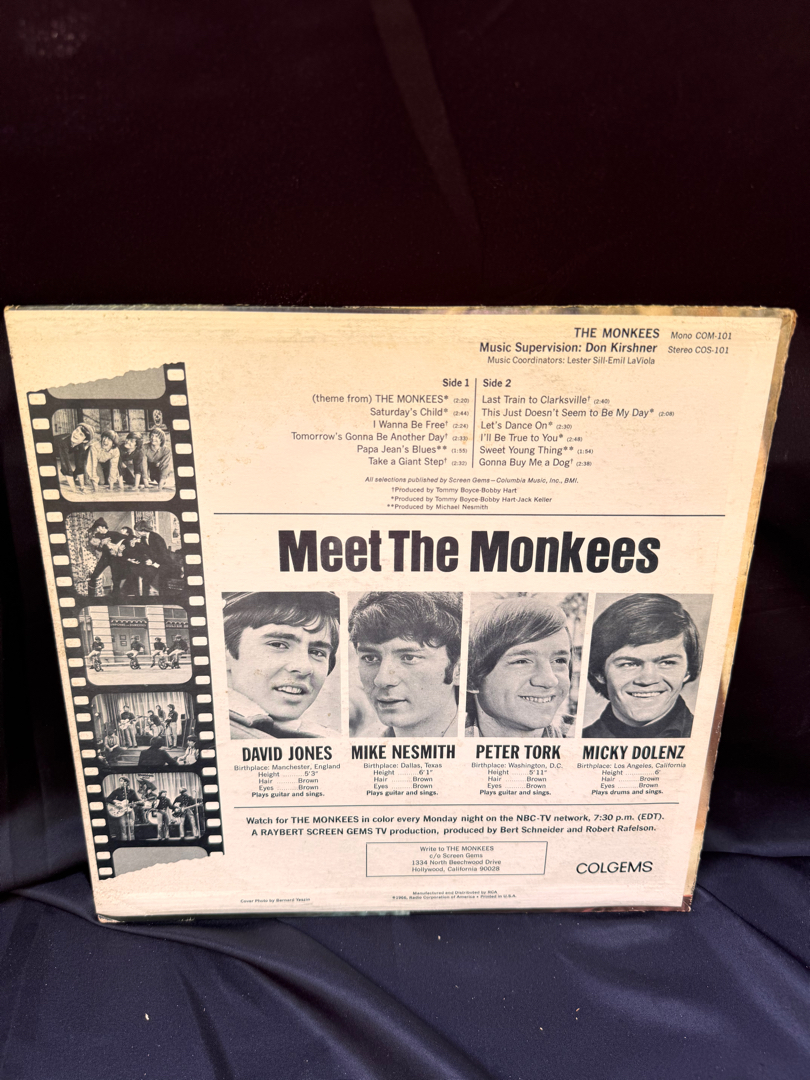 THE MONKEES Mono COM-101
Music Supervision: Don Kirshner Stereo COS-101
Music Coordinators: Lester Sill-Emil LaViola
Side 1
(theme from) THE MONKEES* (2:20)
Saturday's Child* (2:44)
I Wanna Be Free† (2:24)
Tomorrow's Gonna Be Another Day† (2:33)
Papa Jean's Blues** (1:55)
Take a Giant Step† (2:32)
Side 2
Last Train to Clarksville† (2:40)
This Just Doesn't Seem to Be My Day* (2:08)
Let's Dance On* (2:30)
I'll Be True to You* (2:48)
Sweet Young Thing** (1:54)
Gonna Buy Me a Dog† (2:38)
All selections published by Screen Gems—Columbia Music, Inc., BMI.
†Produced by Tommy Boyce-Bobby Hart
*Produced by Tommy Boyce-Bobby Hart-Jack Keller
**Produced by Michael Nesmith
Meet The Monkees
DAVID JONES
Birthplace: Manchester, England
Height ........5'3"
Hair ........Brown
Eyes ........Brown
Plays guitar and sings.
MIKE NESMITH
Birthplace: Dallas, Texas
Height ........6'1"
Hair ........Brown
Eyes ........Brown
Plays guitar and sings.
PETER TORK
Birthplace: Washington, D.C.
Height ........5'11"
Hair ........Brown
Eyes ........Brown
Plays guitar and sings.
MICKY DOLENZ
Birthplace: Los Angeles, California
Height ........6'
Hair ........Brown
Eyes ........Brown
Plays drums and sings.
Watch for THE MONKEES in color every Monday night on the NBC-TV network, 7:30 p.m. (EDT).
A RAYBERT SCREEN GEMS TV production, produced by Bert Schneider and Robert Rafelson.
Write to THE MONKEES
c/o Screen Gems
1334 North Beechwood Drive
Hollywood, California 90028
COLGEMS
Manufactured and Distributed by RCA
©1966, Radio Corporation of America • Printed in U.S.A.
Cover Photo by Bernard Yeszin